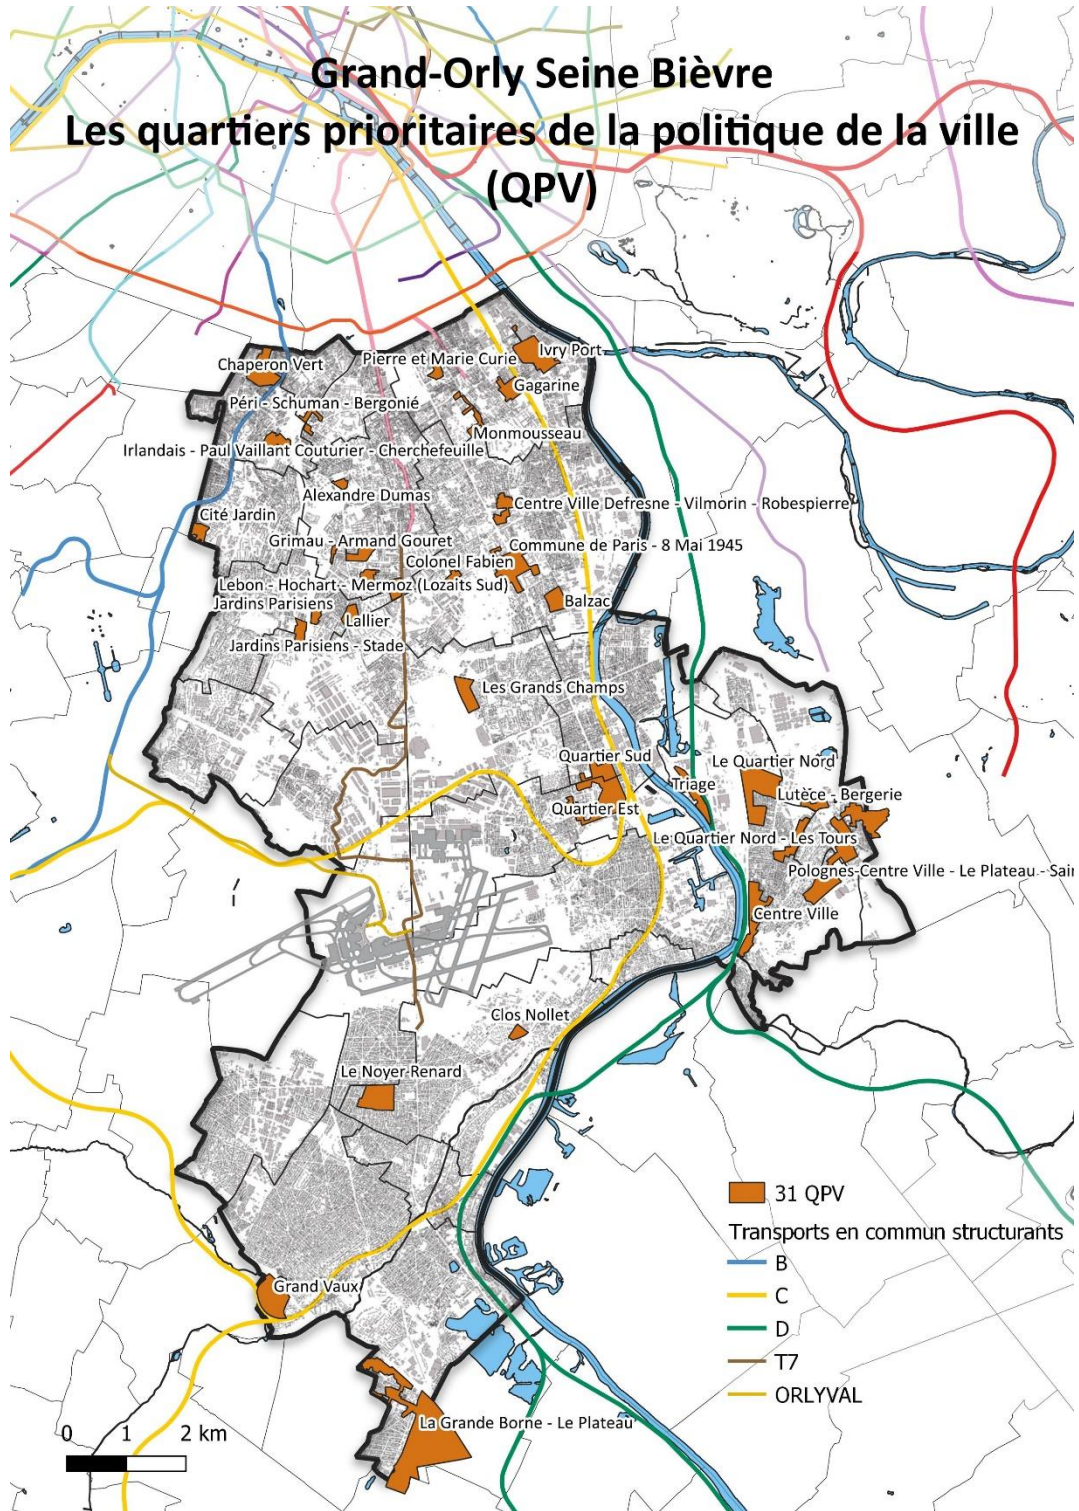 Grand-Orly Seine Bièvre
Les quartiers prioritaires de la politique de la ville
(QPV)
Ivry Port
Chaperon Vert
Pierre et Marie Curie
Gagarine
Péri - Schuman - Bergonié
Monmousseau
Irlandais - Paul Vaillant Couturier - Cherchefeuille
Alexandre Dumas
Centre Ville Defresne - Vilmorin - Robespierre
Cité Jardin
Grimau - Armand Gouret
Commune de Paris - 8 Mai 1945
Colonel Fabien
Lebon - Hochart - Mermoz (Lozaits Sud)
Balzac
Jardins Parisiens
Lallier
Jardins Parisiens - Stade
Les Grands Champs
Quartier Sud
Le Quartier Nord
Triage
Lutèce - Bergerie
Quartier Est
Le Quartier Nord - Les Tours
Polognes-Centre Ville - Le Plateau - Sain
Centre Ville
Clos Nollet
Le Noyer Renard
Grand Vaux
La Grande Borne - Le Plateau
31 QPV
Transports en commun structurants
B
C
D
T7
ORLYVAL
0 1 2 km